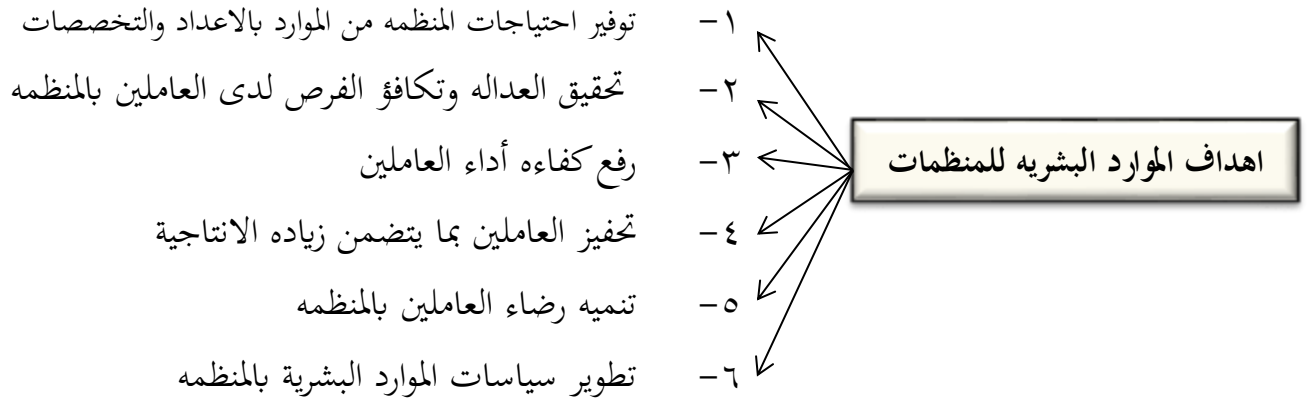 اهداف الموارد البشريه للمنظمات
١- توفير احتياجات المنظمه من الموارد بالاعداد والتخصصات
٢- تحقيق العداله وتكافؤ الفرص لدى العاملين بالمنظمه
٣- رفع كفاءه أداء العاملين
٤- تحفيز العاملين بما يتضمن زياده الانتاجية
٥- تنميه رضاء العاملين بالمنظمه
٦- تطوير سياسات الموارد البشرية بالمنظمه